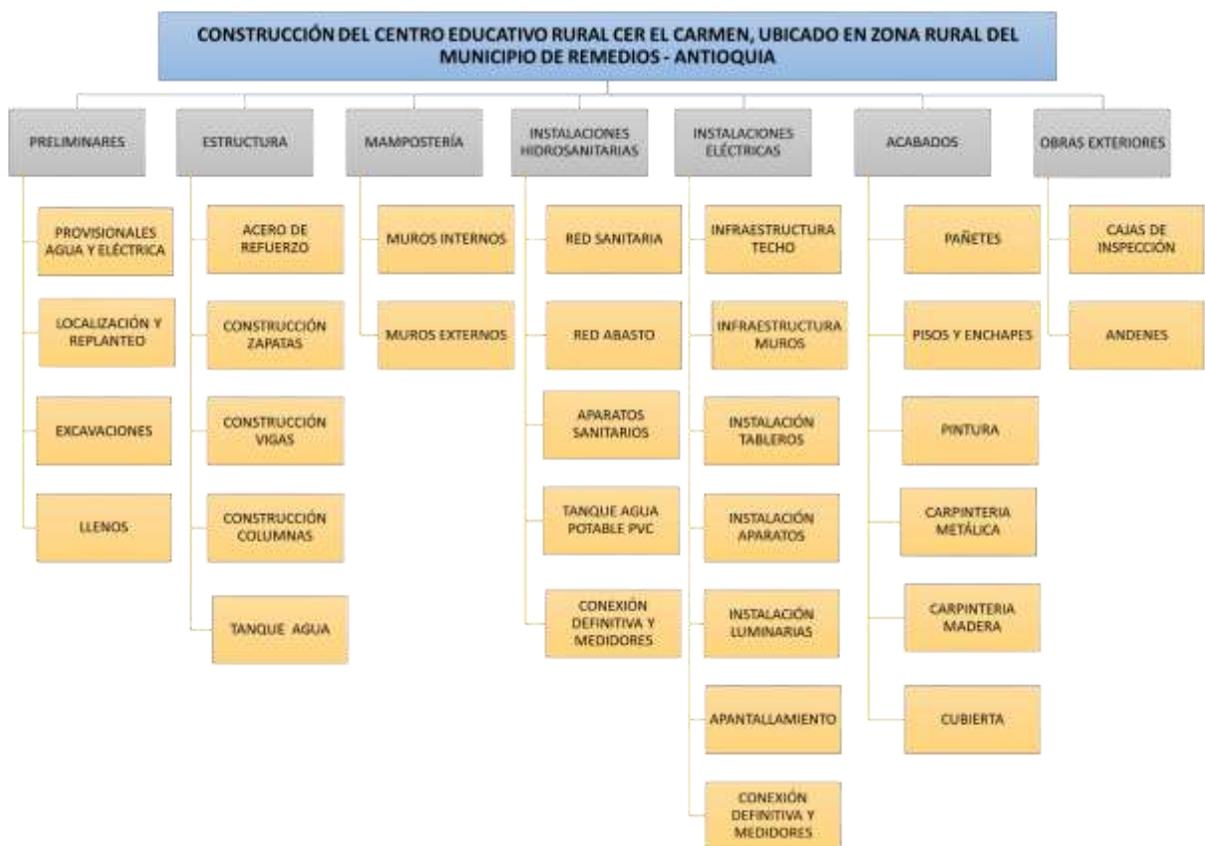 CONSTRUCCIÓN DEL CENTRO EDUCATIVO RURAL CER EL CARMEN, UBICADO EN ZONA RURAL DEL
MUNICIPIO DE REMEDIOS - ANTIOQUIA
PRELIMINARES
PROVISIONALES
AGUA Y ELÉCTRICA
LOCALIZACIÓN Y
REPLANTEO
EXCAVACIONES
LLENOS
ESTRUCTURA
ACERO DE
REFUERZO
CONSTRUCCIÓN
ZAPATAS
CONSTRUCCIÓN
VIGAS
CONSTRUCCIÓN
COLUMNAS
TANQUE AGUA
MAMPOSTERÍA
MUROS INTERNOS
MUROS EXTERNOS
INSTALACIONES
HIDROSANITARIAS
RED SANITARIA
RED ABASTO
APARATOS
SANITARIOS
TANQUE AGUA
POTABLE PVC
CONEXIÓN
DEFINITIVA Y
MEDIDORES
INSTALACIONES
ELÉCTRICAS
INFRAESTRUCTURA
TECHO
INFRAESTRUCTURA
MUROS
INSTALACIÓN
TABLEROS
INSTALACIÓN
APARATOS
INSTALACIÓN
LUMINARIAS
APANTALLAMIENTO
CONEXIÓN
DEFINITIVA Y
MEDIDORES
ACABADOS
PAÑETES
PISOS Y ENCHAPES
PINTURA
CARPINTERIA
METÁLICA
CARPINTERIA
MADERA
CUBIERTA
OBRAS EXTERIORES
CAJAS DE
INSPECCIÓN
ANDENES